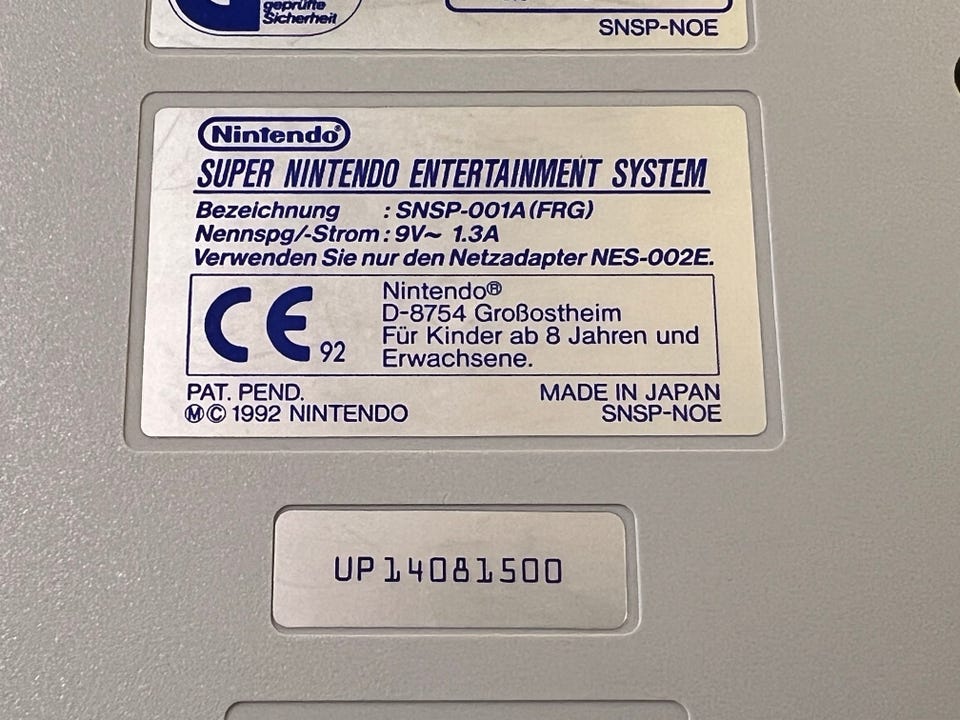 geprüfte
Sicherheit
SNSP-NOE
Nintendo®
SUPER NINTENDO ENTERTAINMENT SYSTEM
Bezeichnung : SNSP-001A(FRG)
Nennspg/-Strom : 9V~ 1.3A
Verwenden Sie nur den Netzadapter NES-002E.
CE 92
Nintendo®
D-8754 Großostheim
Für Kinder ab 8 Jahren und
Erwachsene.
PAT. PEND.
MADE IN JAPAN
Ⓜ© 1992 NINTENDO
SNSP-NOE
UP14081500